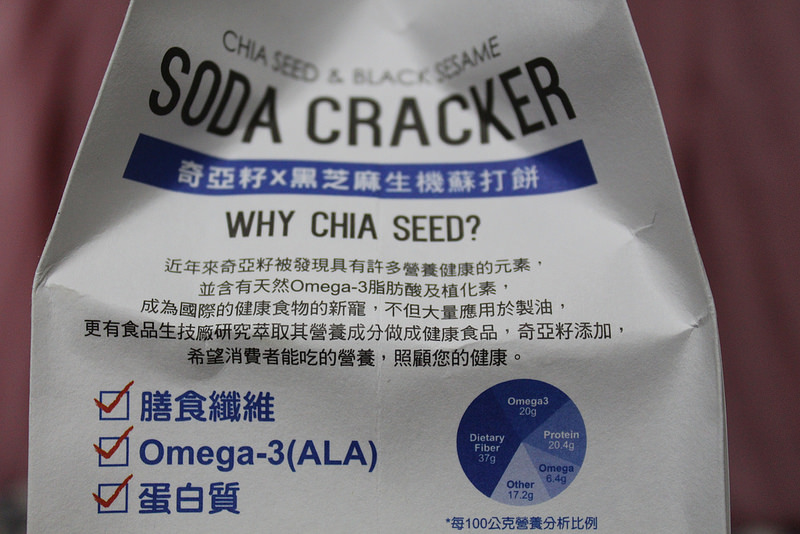 CHIA SEED & BLACK SESAME
SODA CRACKER
奇亞籽X黑芝麻生機蘇打餅
WHY CHIA SEED?
近年來奇亞籽被發現具有許多營養健康的元素，
並含有天然Omega-3脂肪酸及植化素，
成為國際的健康食物的新寵，不但大量應用於製油，
更有食品生技廠研究萃取其營養成分做成健康食品，奇亞籽添加，
希望消費者能吃的營養，照顧您的健康。
膳食纖維
Omega-3(ALA)
蛋白質
Omega3
20g
Protein
20.4g
Omega
6.4g
Other
17.2g
Dietary
Fiber
37g
*每100公克營養分析比例